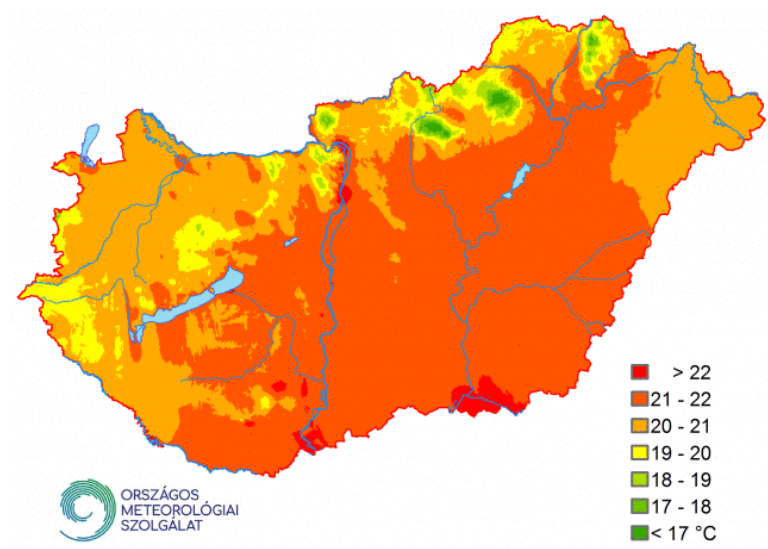 > 22
21 - 22
20 - 21
19 - 20
18 - 19
17 - 18
< 17 °C
ORSZÁGOS
METEOROLÓGIAI
SZOLGÁLAT